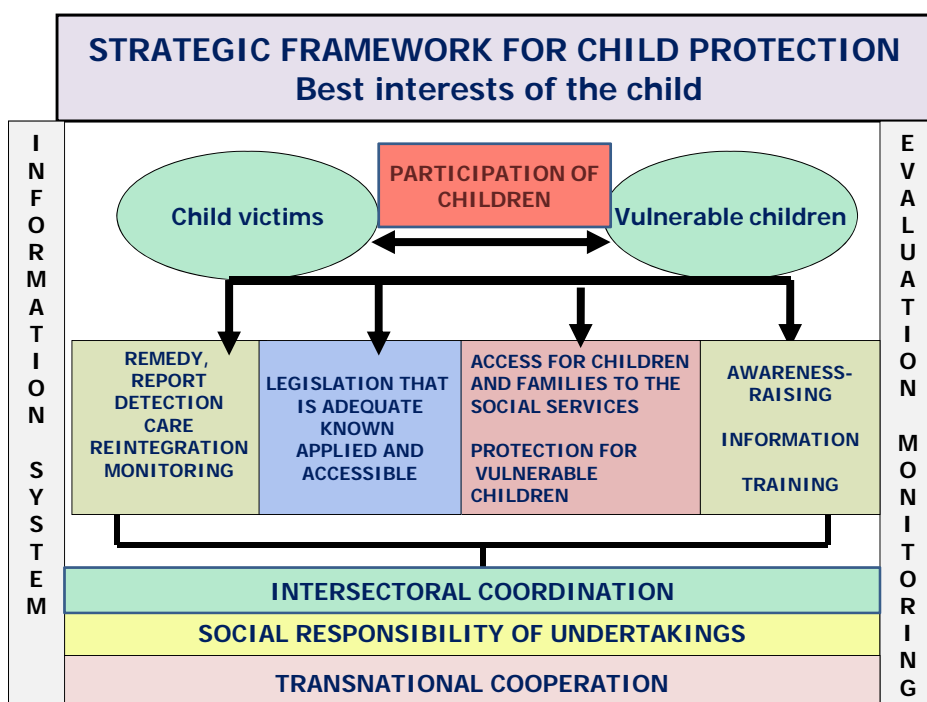 STRATEGIC FRAMEWORK FOR CHILD PROTECTION
Best interests of the child
INFORMATION SYSTEM
PARTICIPATION OF
CHILDREN
Child victims
Vulnerable children
REMEDY,
REPORT
DETECTION
CARE
REINTEGRATION
MONITORING
LEGISLATION THAT
IS ADEQUATE
KNOWN
APPLIED AND
ACCESSIBLE
ACCESS FOR CHILDREN
AND FAMILIES TO THE
SOCIAL SERVICES
PROTECTION FOR
VULNERABLE
CHILDREN
AWARENESS-
RAISING
INFORMATION
TRAINING
INTERSECTORAL COORDINATION
SOCIAL RESPONSIBILITY OF UNDERTAKINGS
TRANSNATIONAL COOPERATION
EVALUATION MONITORING